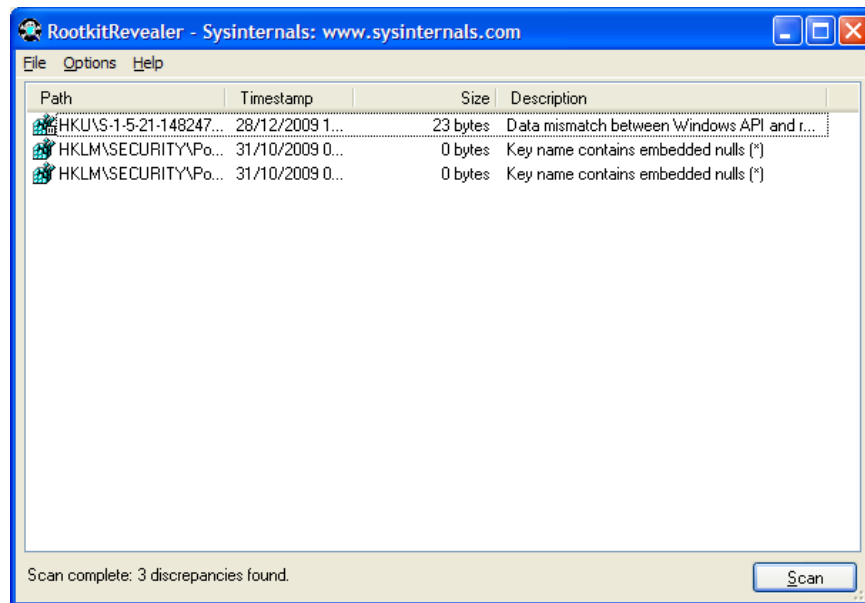 RootkitRevealer - Sysinternals: www.sysinternals.com
File Options Help
Path Timestamp Size Description
HKU\S-1-5-21-148247... 28/12/2009 1... 23 bytes Data mismatch between Windows API and r...
HKLM\SECURITY\Po... 31/10/2009 0... 0 bytes Key name contains embedded nulls (*)
HKLM\SECURITY\Po... 31/10/2009 0... 0 bytes Key name contains embedded nulls (*)
Scan complete: 3 discrepancies found.
Scan